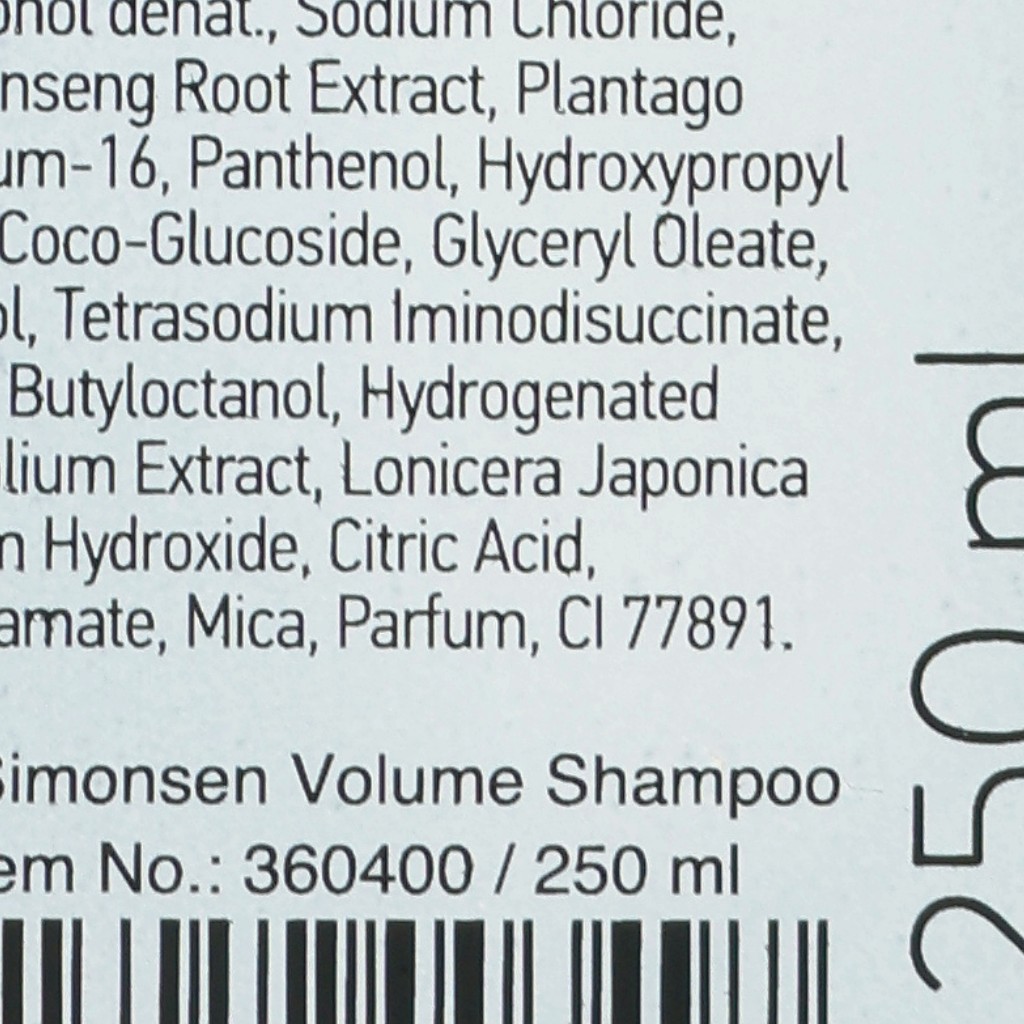 denat., Sodium Chloride,
Root Extract, Plantago
um-16, Panthenol, Hydroxypropyl
Coco-Glucoside, Glyceryl Oleate,
ol, Tetrasodium Iminodisuccinate,
Butyloctanol, Hydrogenated
lium Extract, Lonicera Japonica
n Hydroxide, Citric Acid,
amate, Mica, Parfum, CI 77891.
Simonsen Volume Shampoo
em No.: 360400 / 250 ml
250 ml